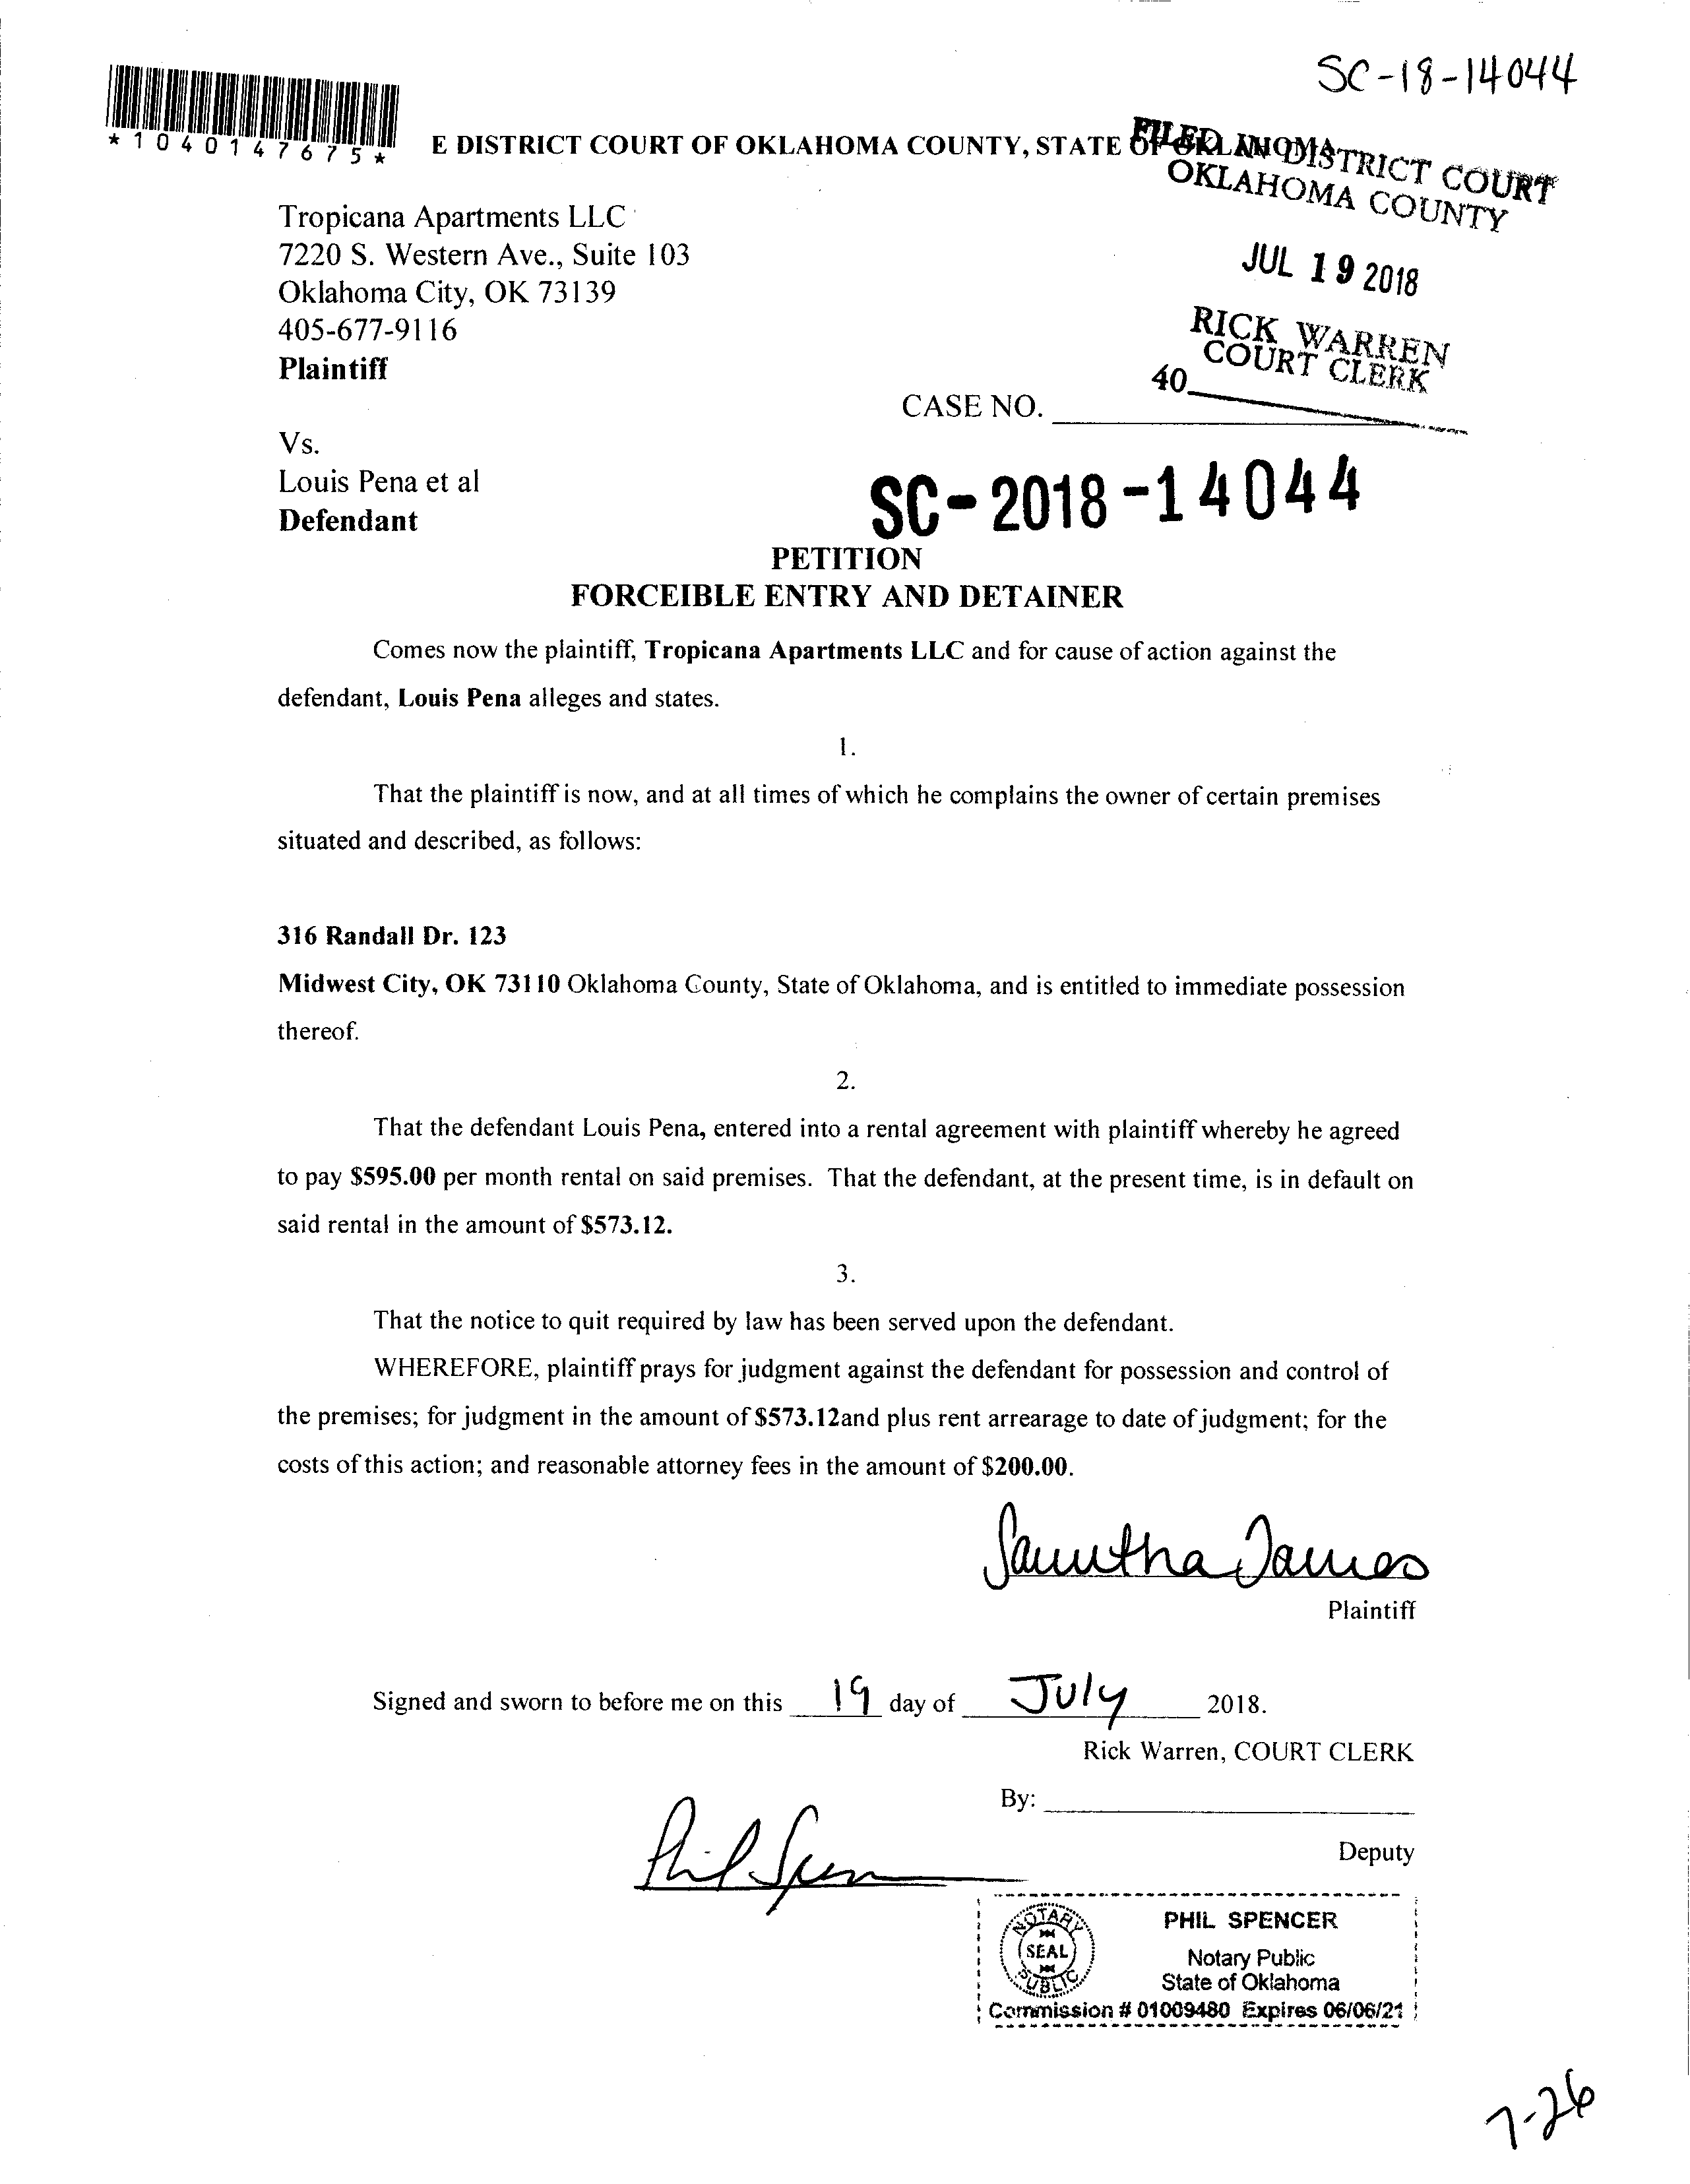 SC-18-14044
*1040147675*
E DISTRICT COURT OF OKLAHOMA COUNTY, STATE OF OKLAHOMA
FILED IN DISTRICT COURT
OKLAHOMA COUNTY
Tropicana Apartments LLC
7220 S. Western Ave., Suite 103
Oklahoma City, OK 73139
405-677-9116
Plaintiff
JUL 19 2018
RICK WARREN
COURT CLERK
40
CASE NO.
Vs.
Louis Pena et al
Defendant
SC-2018-14044
PETITION
FORCEIBLE ENTRY AND DETAINER
Comes now the plaintiff, Tropicana Apartments LLC and for cause of action against the
defendant, Louis Pena alleges and states.
1.
That the plaintiff is now, and at all times of which he complains the owner of certain premises
situated and described, as follows:
316 Randall Dr. 123
Midwest City, OK 73110 Oklahoma County, State of Oklahoma, and is entitled to immediate possession
thereof.
2.
That the defendant Louis Pena, entered into a rental agreement with plaintiff whereby he agreed
to pay $595.00 per month rental on said premises. That the defendant, at the present time, is in default on
said rental in the amount of $573.12.
3.
That the notice to quit required by law has been served upon the defendant.
WHEREFORE, plaintiff prays for judgment against the defendant for possession and control of
the premises; for judgment in the amount of $573.12and plus rent arrearage to date of judgment; for the
costs of this action; and reasonable attorney fees in the amount of $200.00.
Samntha James
Plaintiff
Signed and sworn to before me on this 19 day of July 2018.
Rick Warren, COURT CLERK
By:
Deputy
Phil Spen
NOTARY
SEAL
PUBLIC
PHIL SPENCER
Notary Public
State of Oklahoma
Commission # 01009480 Expires 06/06/21
7-26